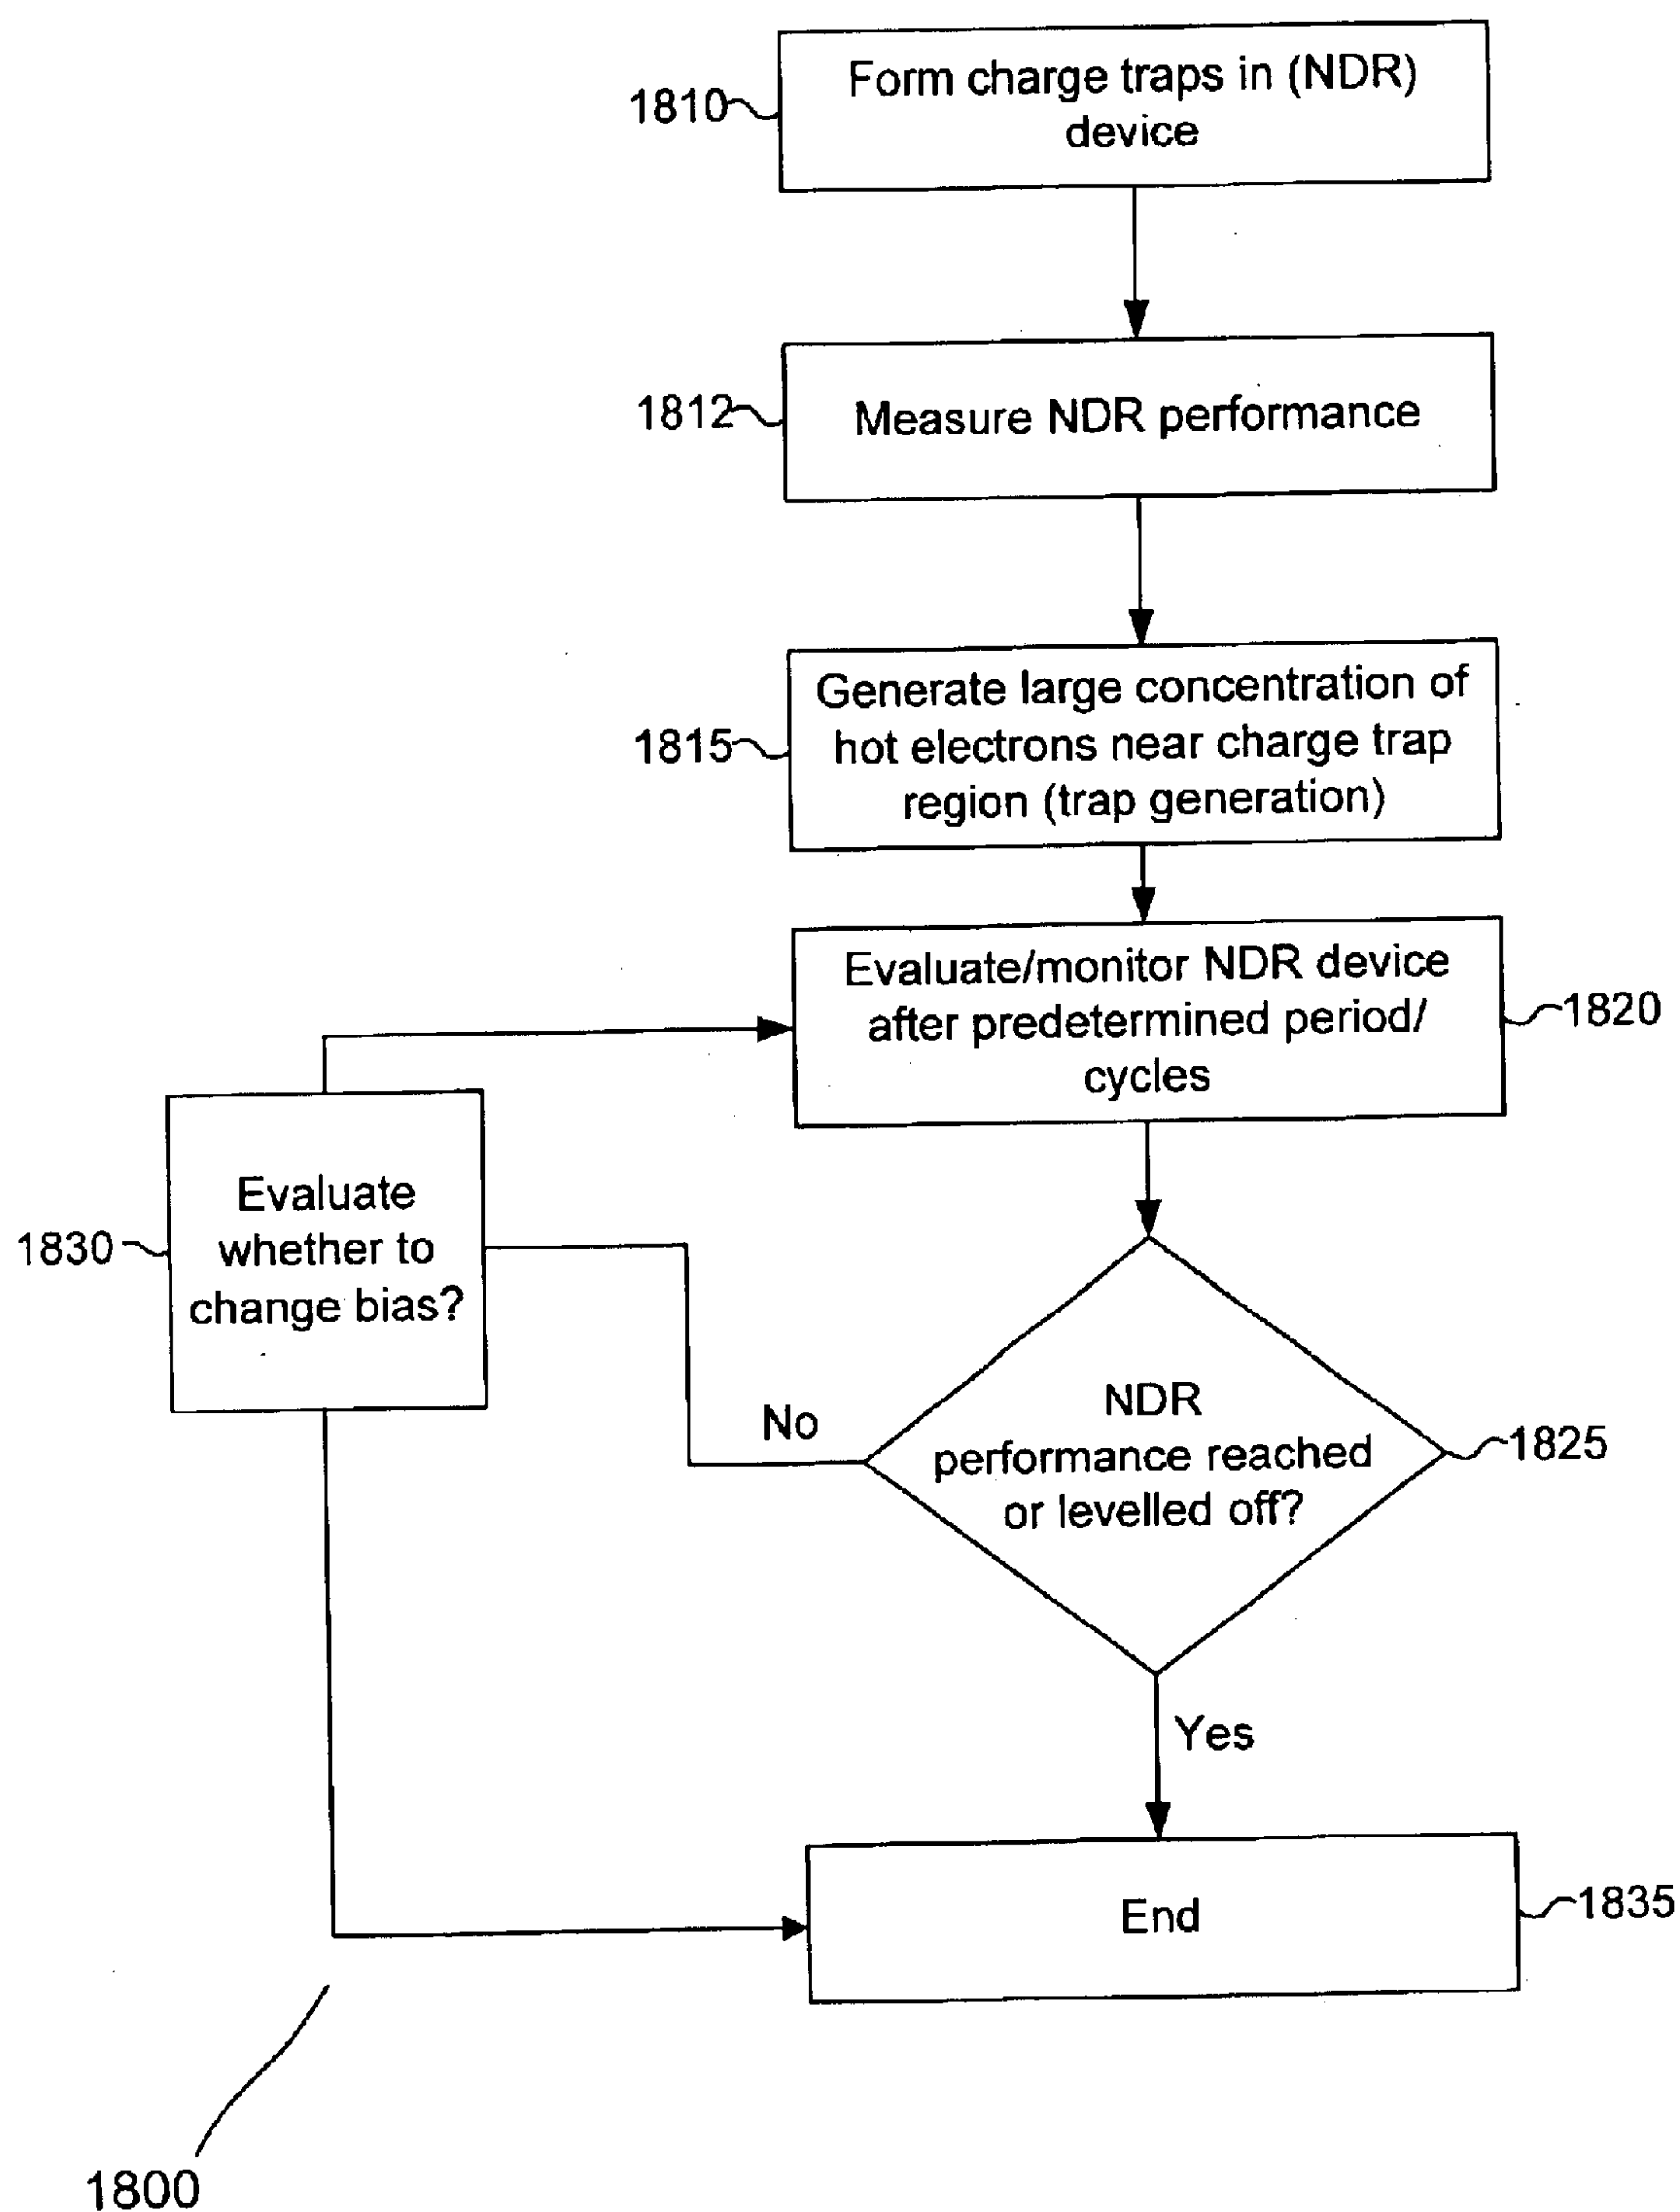 Form charge traps in (NDR)
device
1810
Measure NDR performance
1812
Generate large concentration of
hot electrons near charge trap
region (trap generation)
1815
Evaluate/monitor NDR device
after predetermined period/
cycles
1820
Evaluate
whether to
change bias?
1830
No
NDR
performance reached
or levelled off?
1825
Yes
End
1835
1800